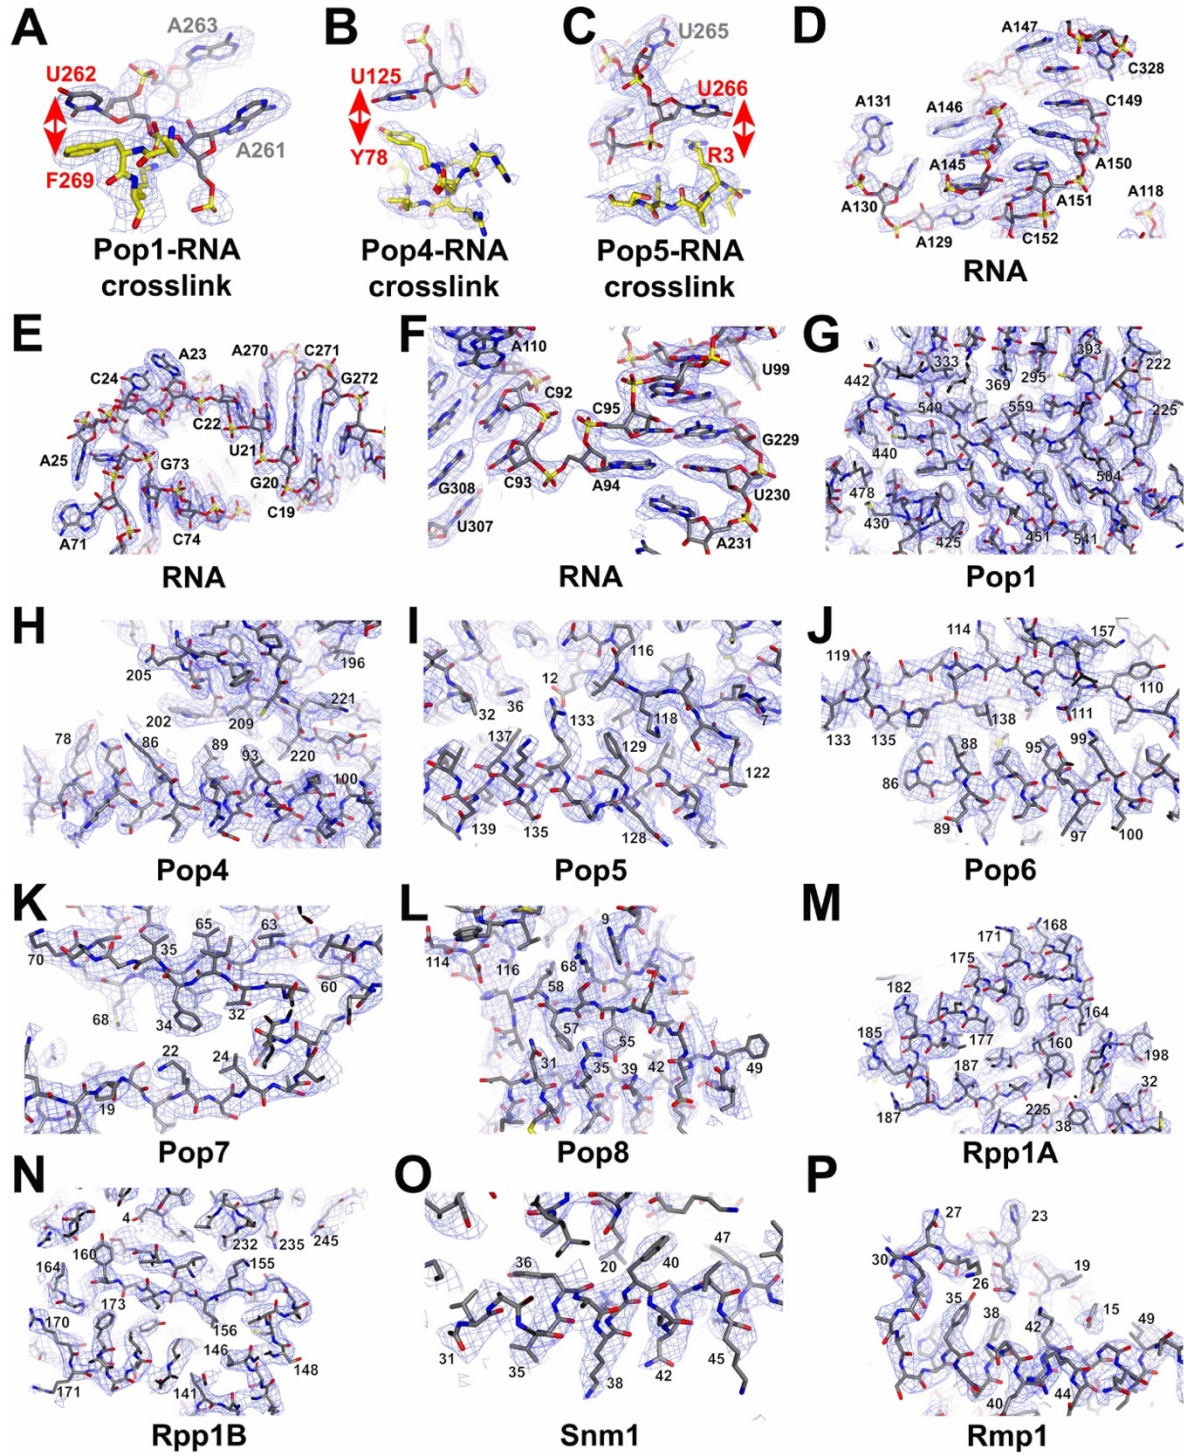 A
A263
U262
A261
F269
Pop1-RNA
crosslink
B
U125
Y78
Pop4-RNA
crosslink
C
U265
U266
R3
Pop5-RNA
crosslink
D
A147
C328
A131
A146
C149
A145
A150
A130
A151
A118
A129
C152
RNA
E
A23
A270
C271
C24
G272
C22
U21
A25
G73
G20
C19
A71
C74
RNA
F
A110
U99
C92
C95
G229
G308
C93
A94
U230
U307
A231
RNA
G
333
393
442
369
295
222
549
559
225
440
504
478
430
425
451
541
Pop1
H
205
196
221
202
209
78
86
89
93
220
100
Pop4
I
116
12
32
36
133
118
7
137
129
122
139
135
128
Pop5
J
114
157
119
110
138
111
133
135
88
95
99
86
89
97
100
Pop6
K
65
63
35
70
60
68
34
32
22
24
19
Pop7
L
9
68
114
116
58
57
55
31
35
39
42
49
Pop8
M
168
171
175
182
164
185
177
160
198
187
32
187
225
38
Rpp1A
N
4
232
235
245
160
164
155
173
170
156
146
148
171
141
Rpp1B
O
47
20
40
36
31
35
38
42
45
Snm1
P
27
23
30
26
19
35
38
15
42
49
40
44
Rmp1